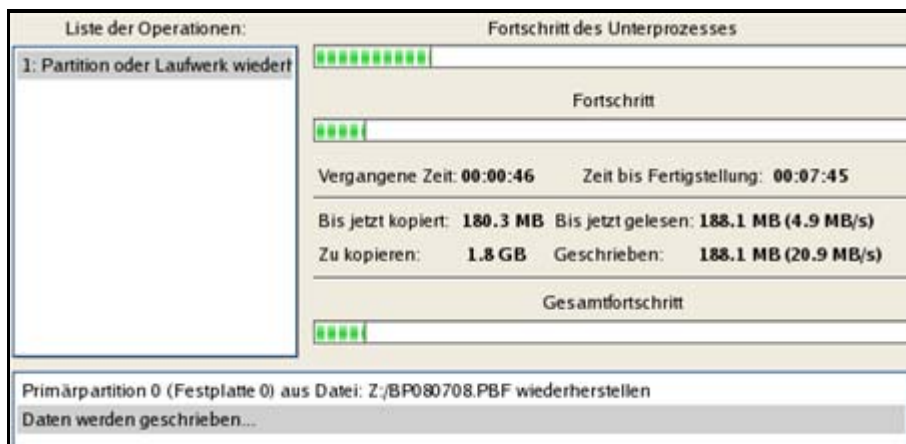 Liste der Operationen:
1: Partition oder Laufwerk wiederh
Fortschritt des Unterprozesses
Fortschritt
Vergangene Zeit: 00:00:46 Zeit bis Fertigstellung: 00:07:45
Bis jetzt kopiert: 180.3 MB Bis jetzt gelesen: 188.1 MB (4.9 MB/s)
Zu kopieren: 1.8 GB Geschrieben: 188.1 MB (20.9 MB/s)
Gesamtfortschritt
Primärpartition 0 (Festplatte 0) aus Datei: Z:/BP080708.PBF wiederherstellen
Daten werden geschrieben...